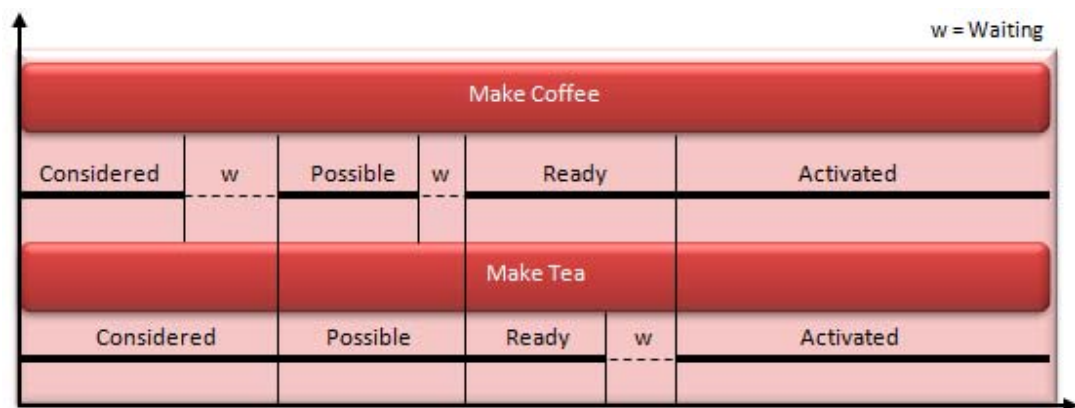 w = Waiting
Make Coffee
Considered w Possible w Ready Activated
Make Tea
Considered Possible Ready w Activated